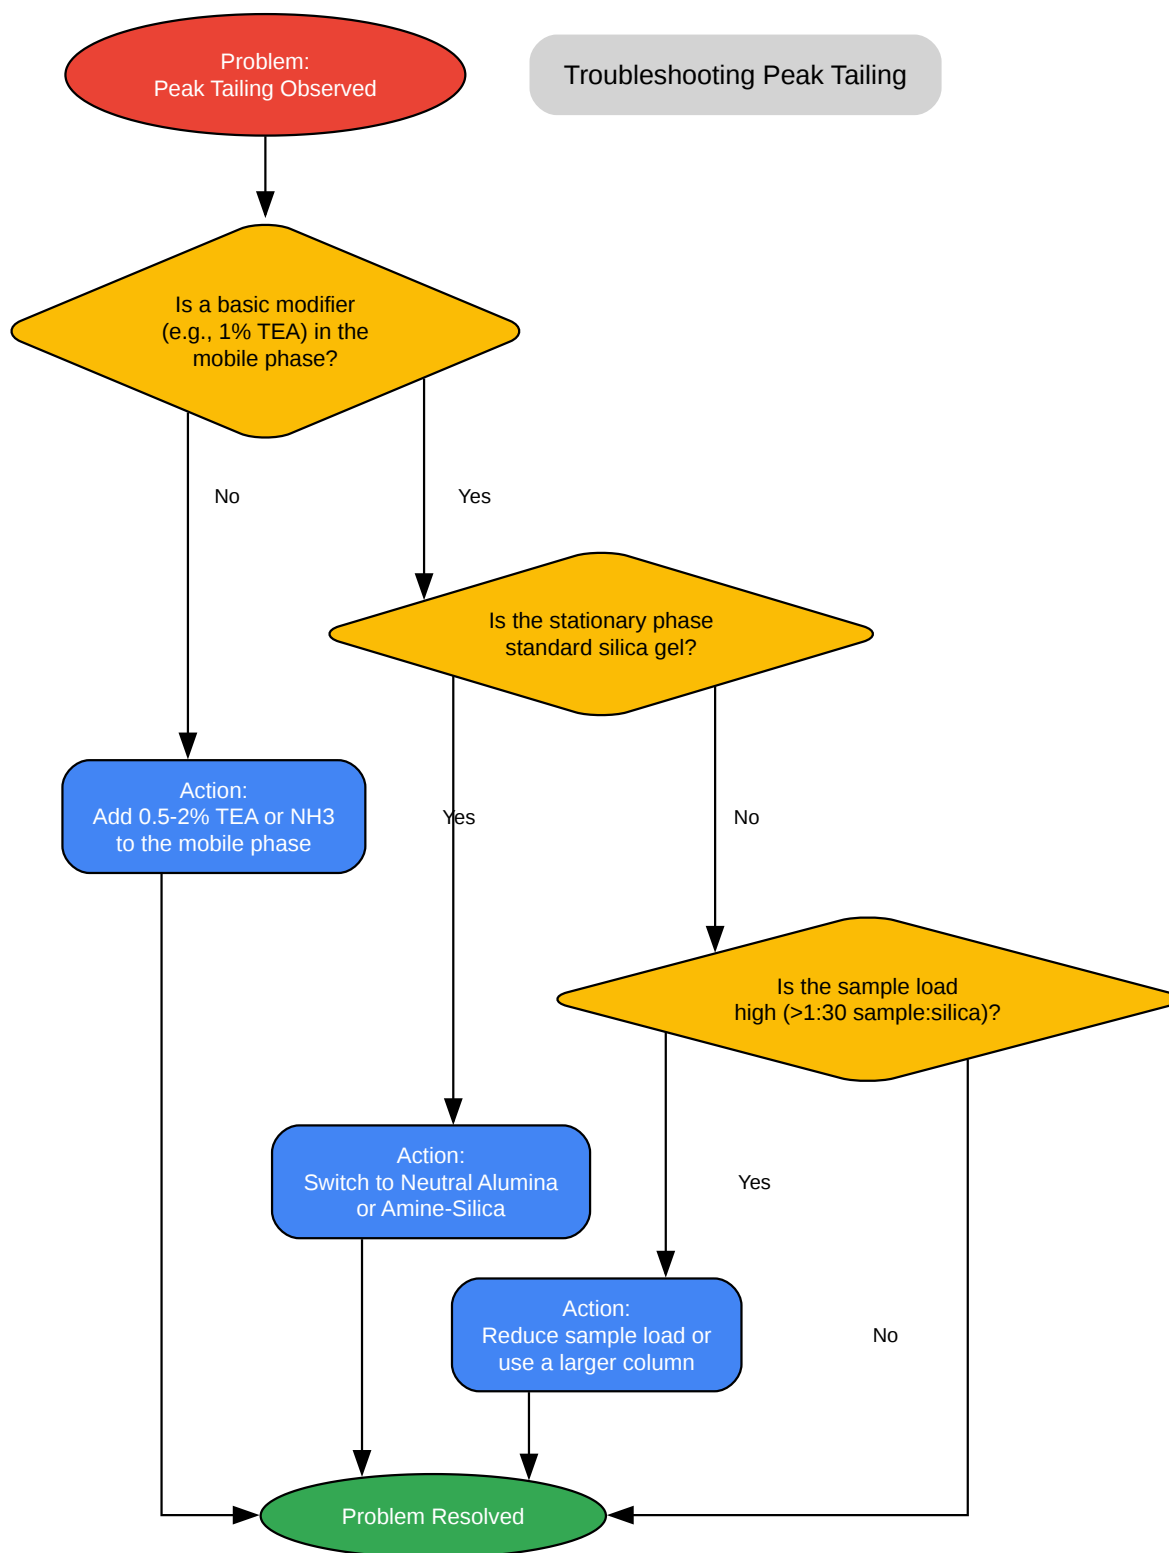 Problem:
Peak Tailing Observed
Troubleshooting Peak Tailing
Is a basic modifier
(e.g., 1% TEA) in the
mobile phase?
No
Yes
Is the stationary phase
standard silica gel?
Action:
Add 0.5-2% TEA or NH3
to the mobile phase
Yes
No
Is the sample load
high (>1:30 sample:silica)?
Action:
Switch to Neutral Alumina
or Amine-Silica
Yes
Action:
Reduce sample load or
use a larger column
No
Problem Resolved